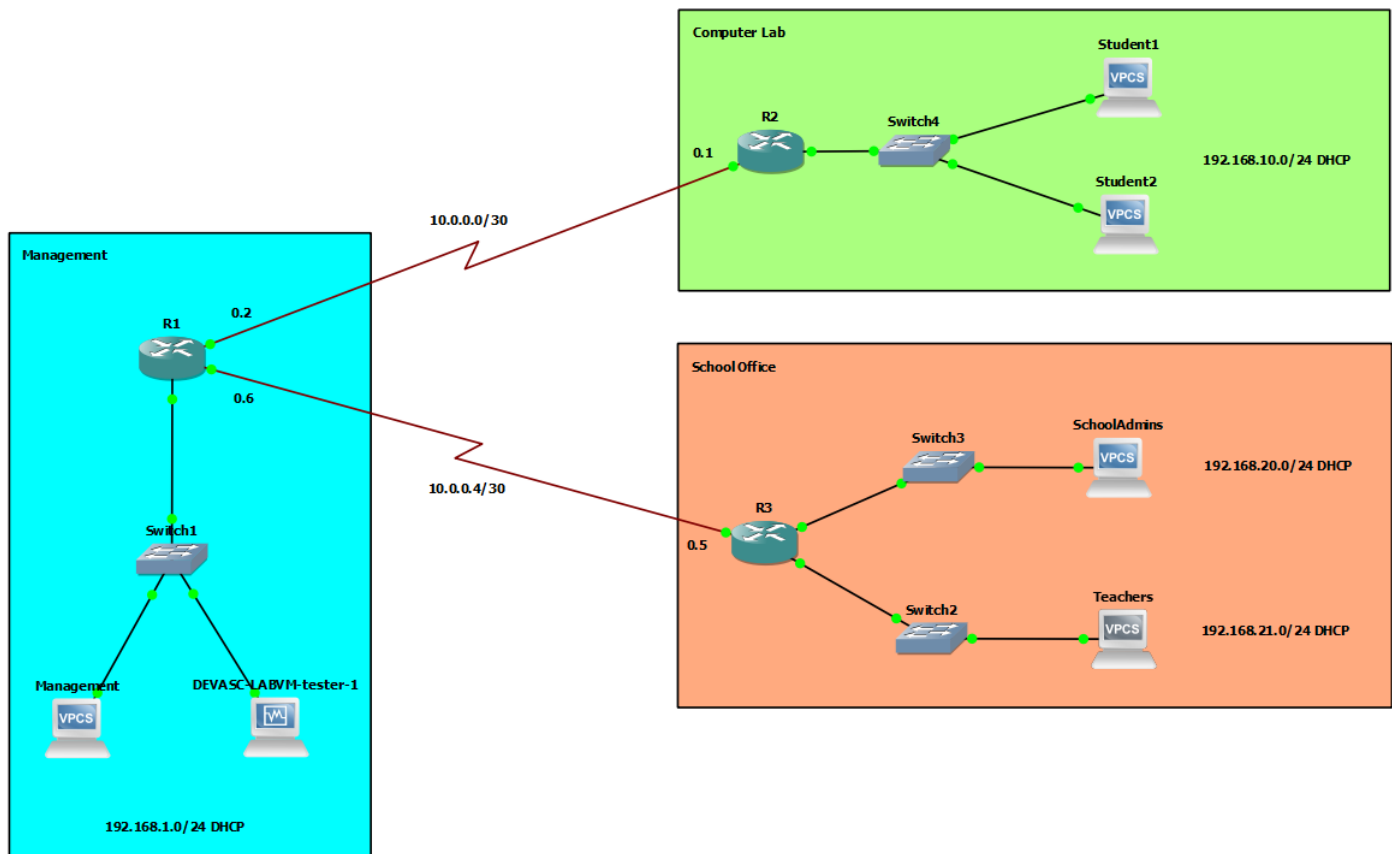 Computer Lab
Student1
VPCS
R2
Switch4
0.1
192.168.10.0/24 DHCP
Student2
VPCS
10.0.0.0/30
Management
0.2
R1
0.6
10.0.0.4/30
Switch1
Management
VPCS
DEVASC-LABVM-tester-1
192.168.1.0/24 DHCP
School Office
SchoolAdmins
VPCS
Switch3
192.168.20.0/24 DHCP
R3
0.5
Teachers
VPCS
Switch2
192.168.21.0/24 DHCP